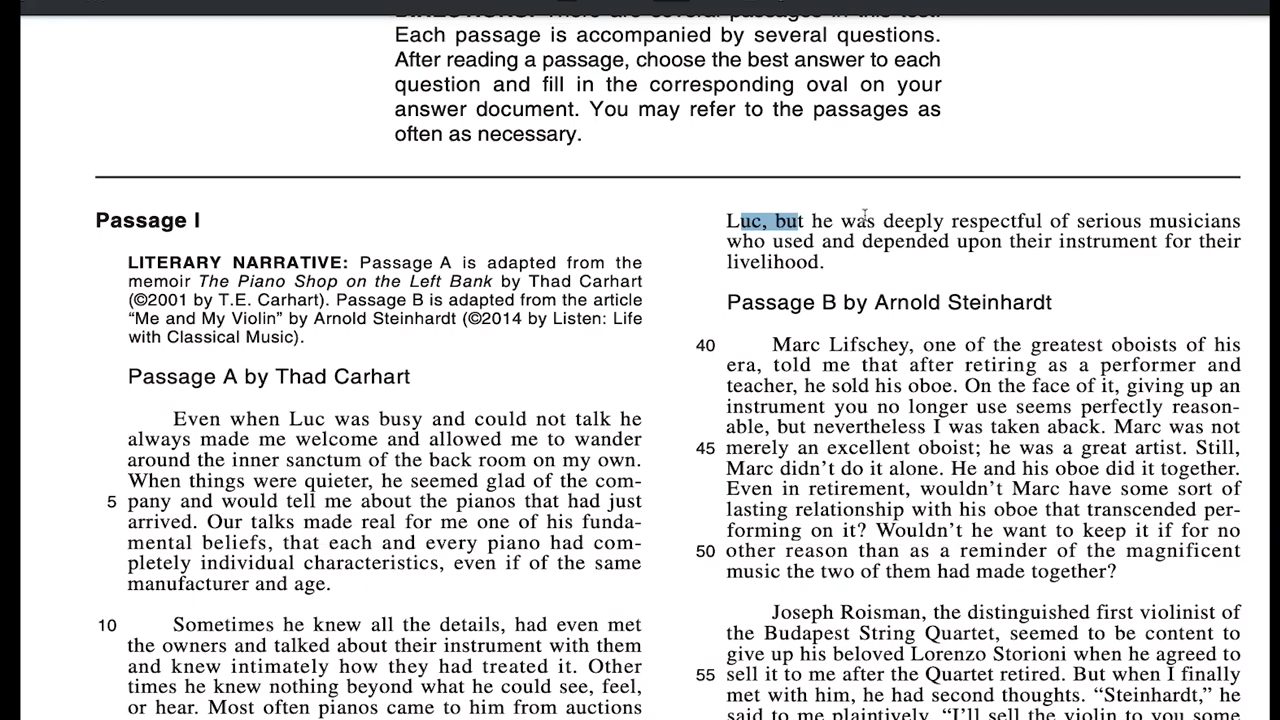 DIRECTIONS: There are several passages in this test.
Each passage is accompanied by several questions.
After reading a passage, choose the best answer to each
question and fill in the corresponding oval on your
answer document. You may refer to the passages as
often as necessary.
Passage I
LITERARY NARRATIVE: Passage A is adapted from the
memoir The Piano Shop on the Left Bank by Thad Carhart
(©2001 by T.E. Carhart). Passage B is adapted from the article
“Me and My Violin” by Arnold Steinhardt (©2014 by Listen: Life
with Classical Music).
Passage A by Thad Carhart
Even when Luc was busy and could not talk he
always made me welcome and allowed me to wander
around the inner sanctum of the back room on my own.
When things were quieter, he seemed glad of the com-
5 pany and would tell me about the pianos that had just
arrived. Our talks made real for me one of his funda-
mental beliefs, that each and every piano had com-
pletely individual characteristics, even if of the same
manufacturer and age.
10 Sometimes he knew all the details, had even met
the owners and talked about their instrument with them
and knew intimately how they had treated it. Other
times he knew nothing beyond what he could see, feel,
or hear. Most often pianos came to him from auctions
Luc, but he was deeply respectful of serious musicians
who used and depended upon their instrument for their
livelihood.
Passage B by Arnold Steinhardt
40 Marc Lifschey, one of the greatest oboists of his
era, told me that after retiring as a performer and
teacher, he sold his oboe. On the face of it, giving up an
instrument you no longer use seems perfectly reason-
able, but nevertheless I was taken aback. Marc was not
45 merely an excellent oboist; he was a great artist. Still,
Marc didn’t do it alone. He and his oboe did it together.
Even in retirement, wouldn’t Marc have some sort of
lasting relationship with his oboe that transcended per-
forming on it? Wouldn’t he want to keep it if for no
50 other reason than as a reminder of the magnificent
music the two of them had made together?
Joseph Roisman, the distinguished first violinist of
the Budapest String Quartet, seemed to be content to
give up his beloved Lorenzo Storioni when he agreed to
55 sell it to me after the Quartet retired. But when I finally
met with him, he had second thoughts. “Steinhardt,” he
said to me plaintively, “I’ll sell the violin to you some